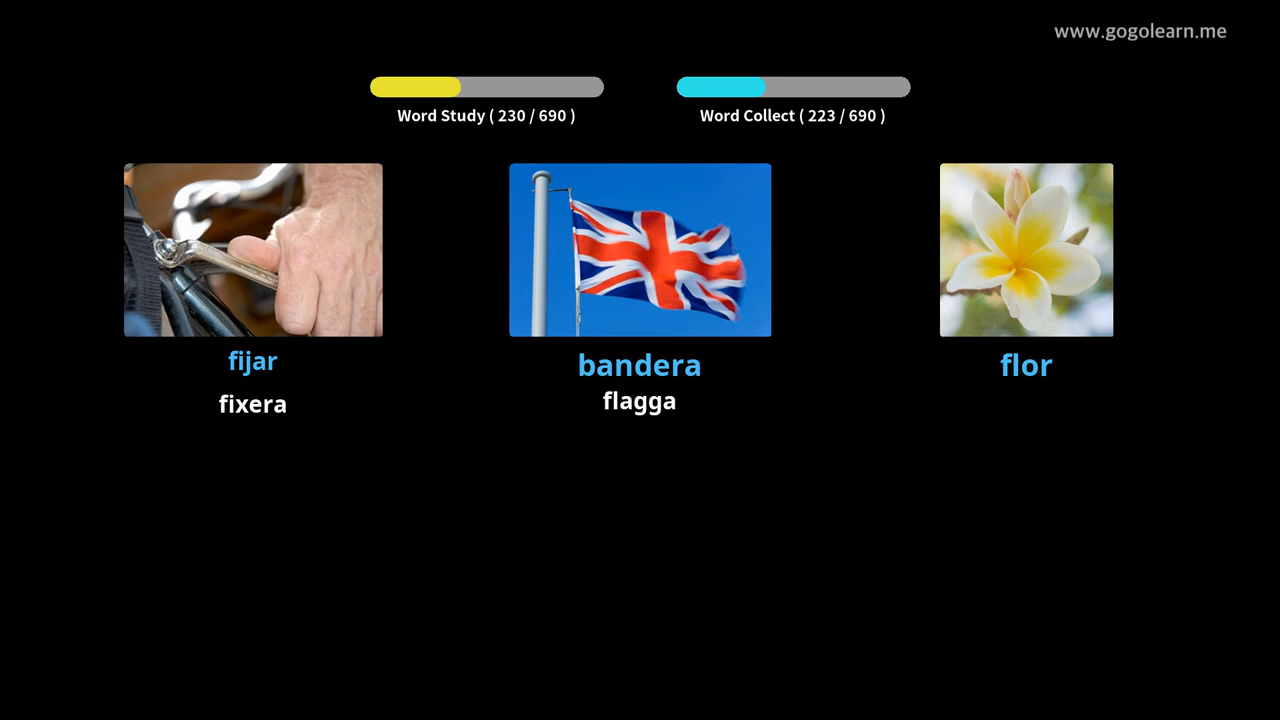 www.gogolearn.me
Word Study ( 230 / 690 )
Word Collect ( 223 / 690 )
fijar
fixera
bandera
flagga
flor